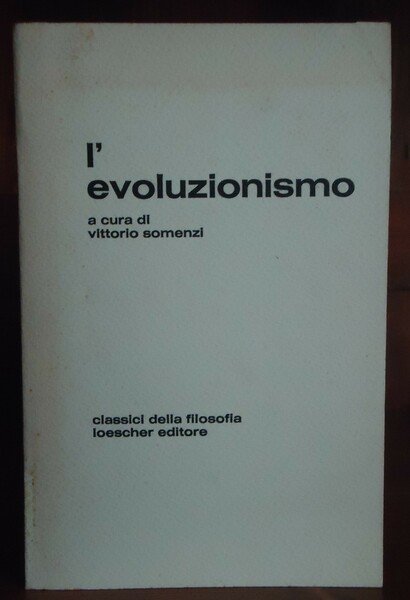 l'
evoluzionismo
a cura di
vittorio somenzi
classici della filosofia
loescher editore